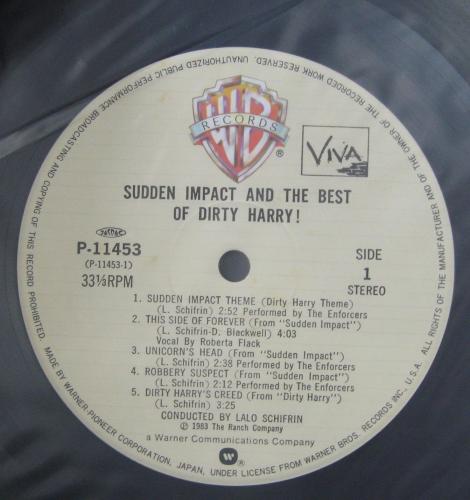 WB
RECORDS
®
VIVA
SUDDEN IMPACT AND THE BEST
OF DIRTY HARRY!
JASRAC
P-11453
(P-11453-1)
33⅓RPM
SIDE
1
STEREO
1. SUDDEN IMPACT THEME (Dirty Harry Theme)
(L. Schifrin) 2:52 Performed by The Enforcers
2. THIS SIDE OF FOREVER (From "Sudden Impact")
(L. Schifrin-D. Blackwell) 4:03
Vocal By Roberta Flack
3. UNICORN'S HEAD (From "Sudden Impact")
(L. Schifrin) 2:38 Performed by The Enforcers
4. ROBBERY SUSPECT (From "Sudden Impact")
(L. Schifrin) 2:12 Performed by The Enforcers
5. DIRTY HARRY'S CREED (From "Dirty Harry")
(L. Schifrin) 3:25
CONDUCTED BY LALO SCHIFRIN
℗ 1983 The Ranch Company
a Warner Communications Company
MADE BY WARNER-PIONEER CORPORATION, JAPAN, UNDER LICENSE FROM WARNER BROS. RECORDS INC., U.S.A. ALL RIGHTS OF THE MANUFACTURER AND OF THE OWNER OF THE RECORDED WORK RESERVED. UNAUTHORIZED PUBLIC PERFORMANCE BROADCASTING AND COPYING OF THIS RECORD PROHIBITED.